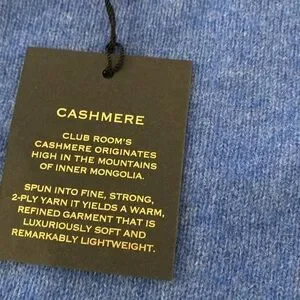 CASHMERE
CLUB ROOM'S
CASHMERE ORIGINATES
HIGH IN THE MOUNTAINS
OF INNER MONGOLIA.
SPUN INTO FINE, STRONG,
2-PLY YARN IT YIELDS A WARM,
REFINED GARMENT THAT IS
LUXURIOUSLY SOFT AND
REMARKABLY LIGHTWEIGHT.